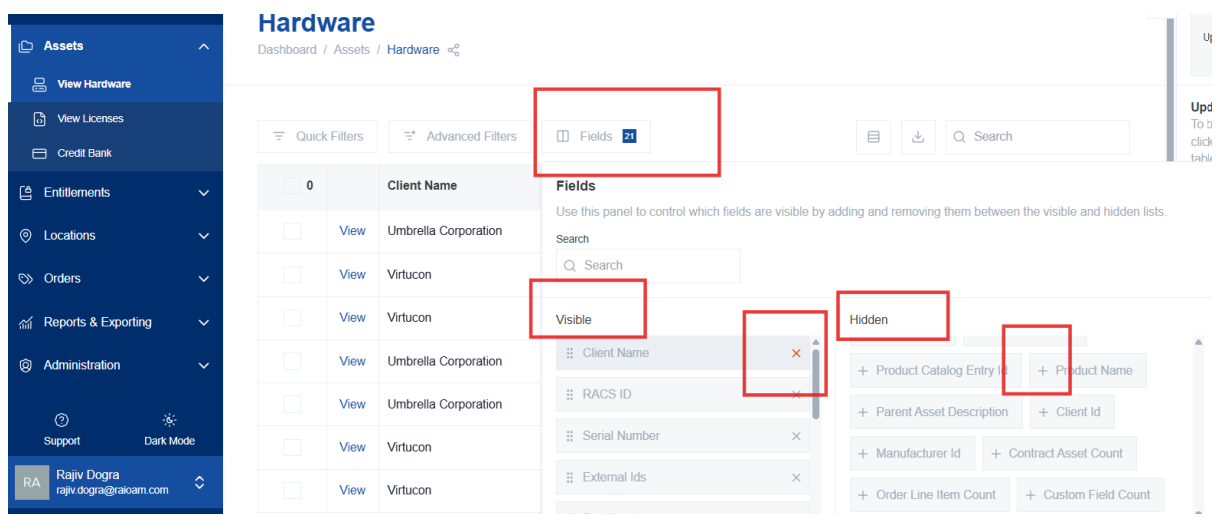 Assets
View Hardware
View Licenses
Credit Bank
Entitlements
Locations
Orders
Reports & Exporting
Administration
Support
Dark Mode
RA
Rajiv Dogra
rajiv.dogra@raioam.com
Hardware
Dashboard / Assets / Hardware
Quick Filters
Advanced Filters
Fields 21
Search
0
Client Name
View Umbrella Corporation
View Virtucon
View Virtucon
View Umbrella Corporation
View Umbrella Corporation
View Virtucon
View Virtucon
Fields
Use this panel to control which fields are visible by adding and removing them between the visible and hidden lists.
Search
Search
Visible
Client Name
RACS ID
Serial Number
External Ids
Hidden
+ Product Catalog Entry Id
+ Product Name
+ Parent Asset Description
+ Client Id
+ Manufacturer Id
+ Contract Asset Count
+ Order Line Item Count
+ Custom Field Count
To b
click